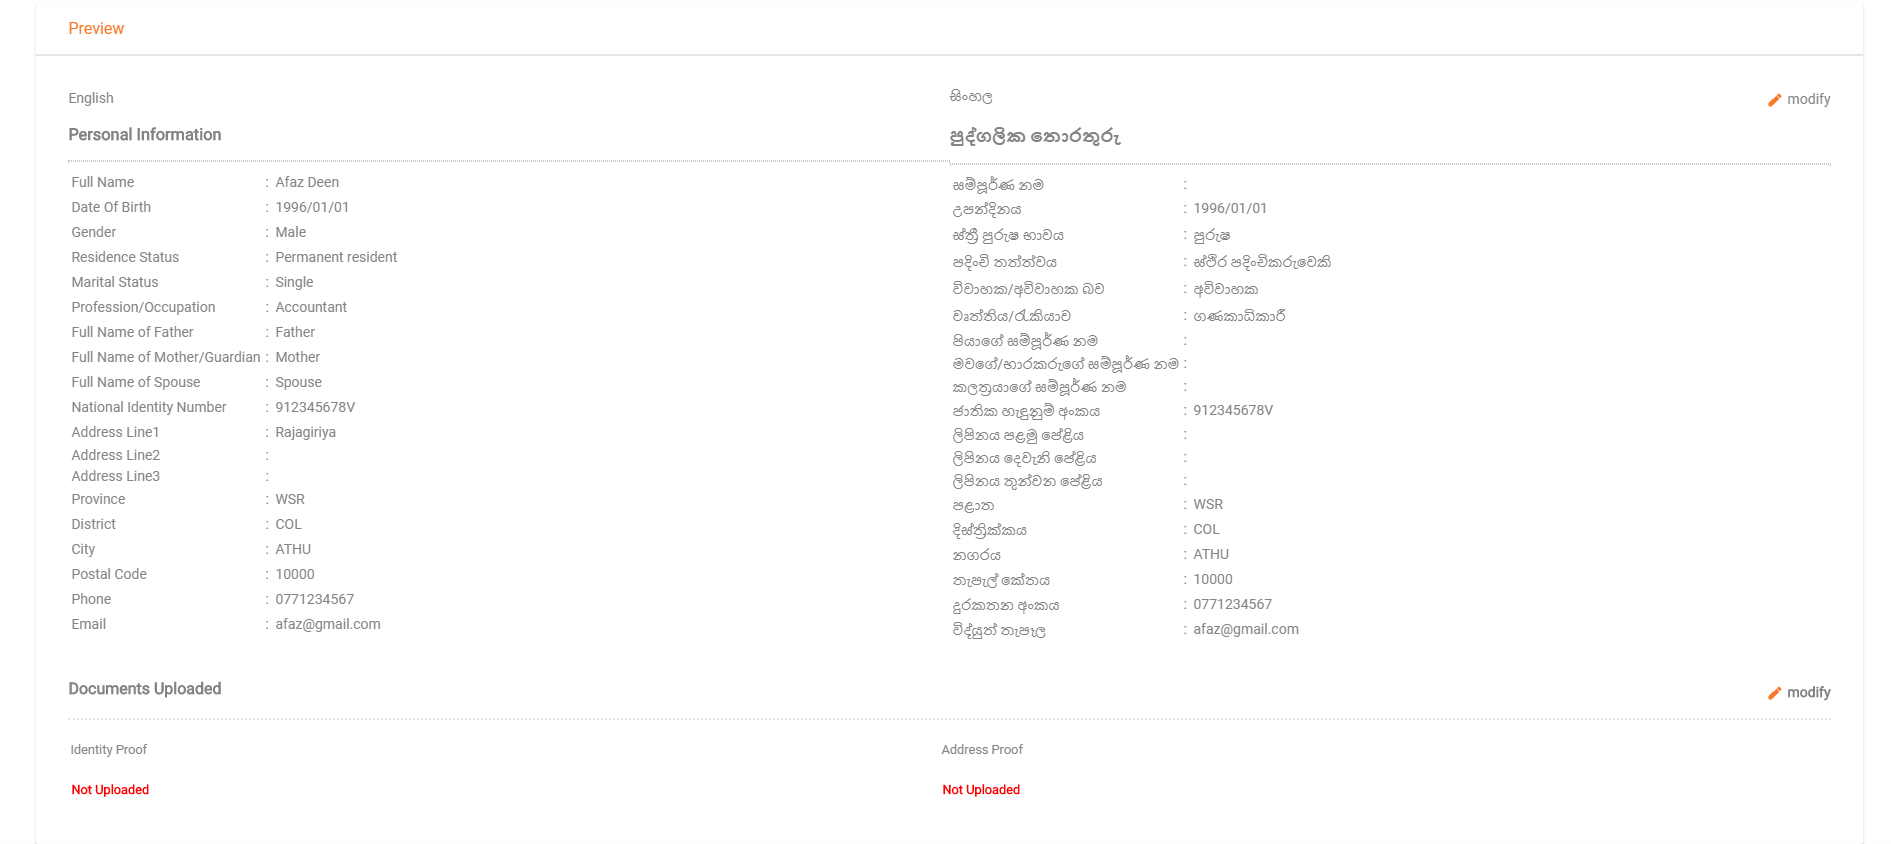 Preview
English
Personal Information
Full Name : Afaz Deen
Date Of Birth : 1996/01/01
Gender : Male
Residence Status : Permanent resident
Marital Status : Single
Profession/Occupation : Accountant
Full Name of Father : Father
Full Name of Mother/Guardian : Mother
Full Name of Spouse : Spouse
National Identity Number : 912345678V
Address Line1 : Rajagiriya
Address Line2 :
Address Line3 :
Province : WSR
District : COL
City : ATHU
Postal Code : 10000
Phone : 0771234567
Email : afaz@gmail.com
සිංහල
modify
පුද්ගලික තොරතුරු
සම්පූර්ණ නම :
උපන්දිනය : 1996/01/01
ස්ත්‍රී පුරුෂ භාවය : පුරුෂ
පදිංචි තත්ත්වය : ස්ථිර පදිංචිකරුවෙකි
විවාහක/අවිවාහක බව : අවිවාහක
වෘත්තිය/රැකියාව : ගණකාධිකාරී
පියාගේ සම්පූර්ණ නම :
මවගේ/භාරකරුගේ සම්පූර්ණ නම :
කලත්‍රයාගේ සම්පූර්ණ නම :
ජාතික හැඳුනුම් අංකය : 912345678V
ලිපිනය පළමු පේළිය :
ලිපිනය දෙවැනි පේළිය :
ලිපිනය තුන්වන පේළිය :
පළාත : WSR
දිස්ත්‍රික්කය : COL
නගරය : ATHU
තැපැල් කේතය : 10000
දුරකතන අංකය : 0771234567
විද්යුත් තැපෑල : afaz@gmail.com
Documents Uploaded
modify
Identity Proof
Not Uploaded
Address Proof
Not Uploaded